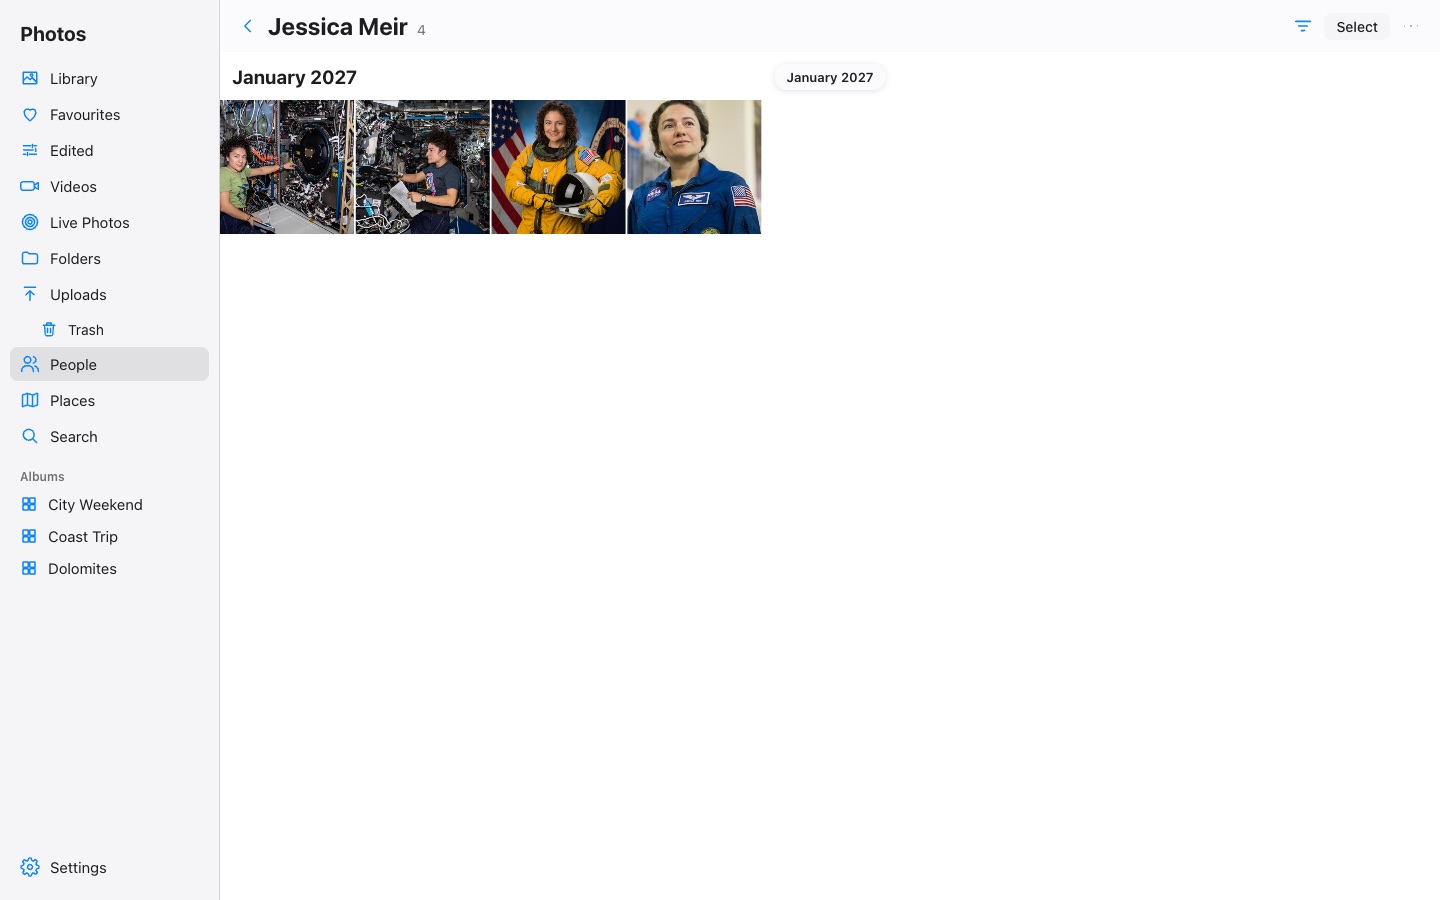 Photos
Library
Favourites
Edited
Videos
Live Photos
Folders
Uploads
Trash
People
Places
Search
Albums
City Weekend
Coast Trip
Dolomites
Settings
Jessica Meir 4
Select
January 2027
January 2027